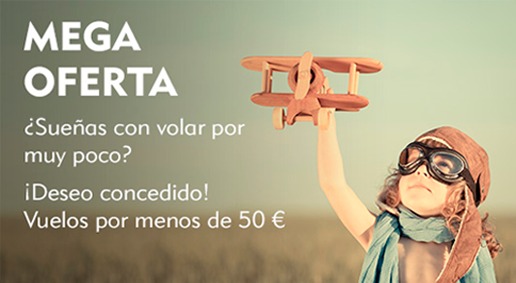 MEGA
OFERTA
¿Sueñas con volar por
muy poco?
¡Deseo concedido!
Vuelos por menos de 50 €